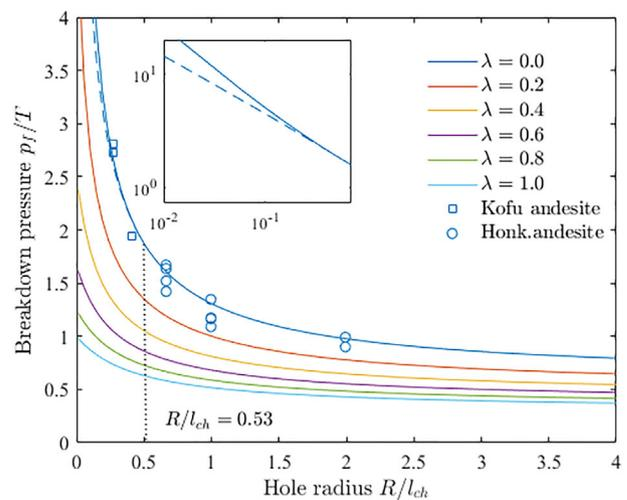 4
3.5
3
2.5
2
1.5
1
0.5
0
Breakdown pressure p_f/T
10^1
10^0
10^-2
10^-1
λ = 0.0
λ = 0.2
λ = 0.4
λ = 0.6
λ = 0.8
λ = 1.0
Kofu andesite
Honk.andesite
R/l_ch = 0.53
0 0.5 1 1.5 2 2.5 3 3.5 4
Hole radius R/l_ch